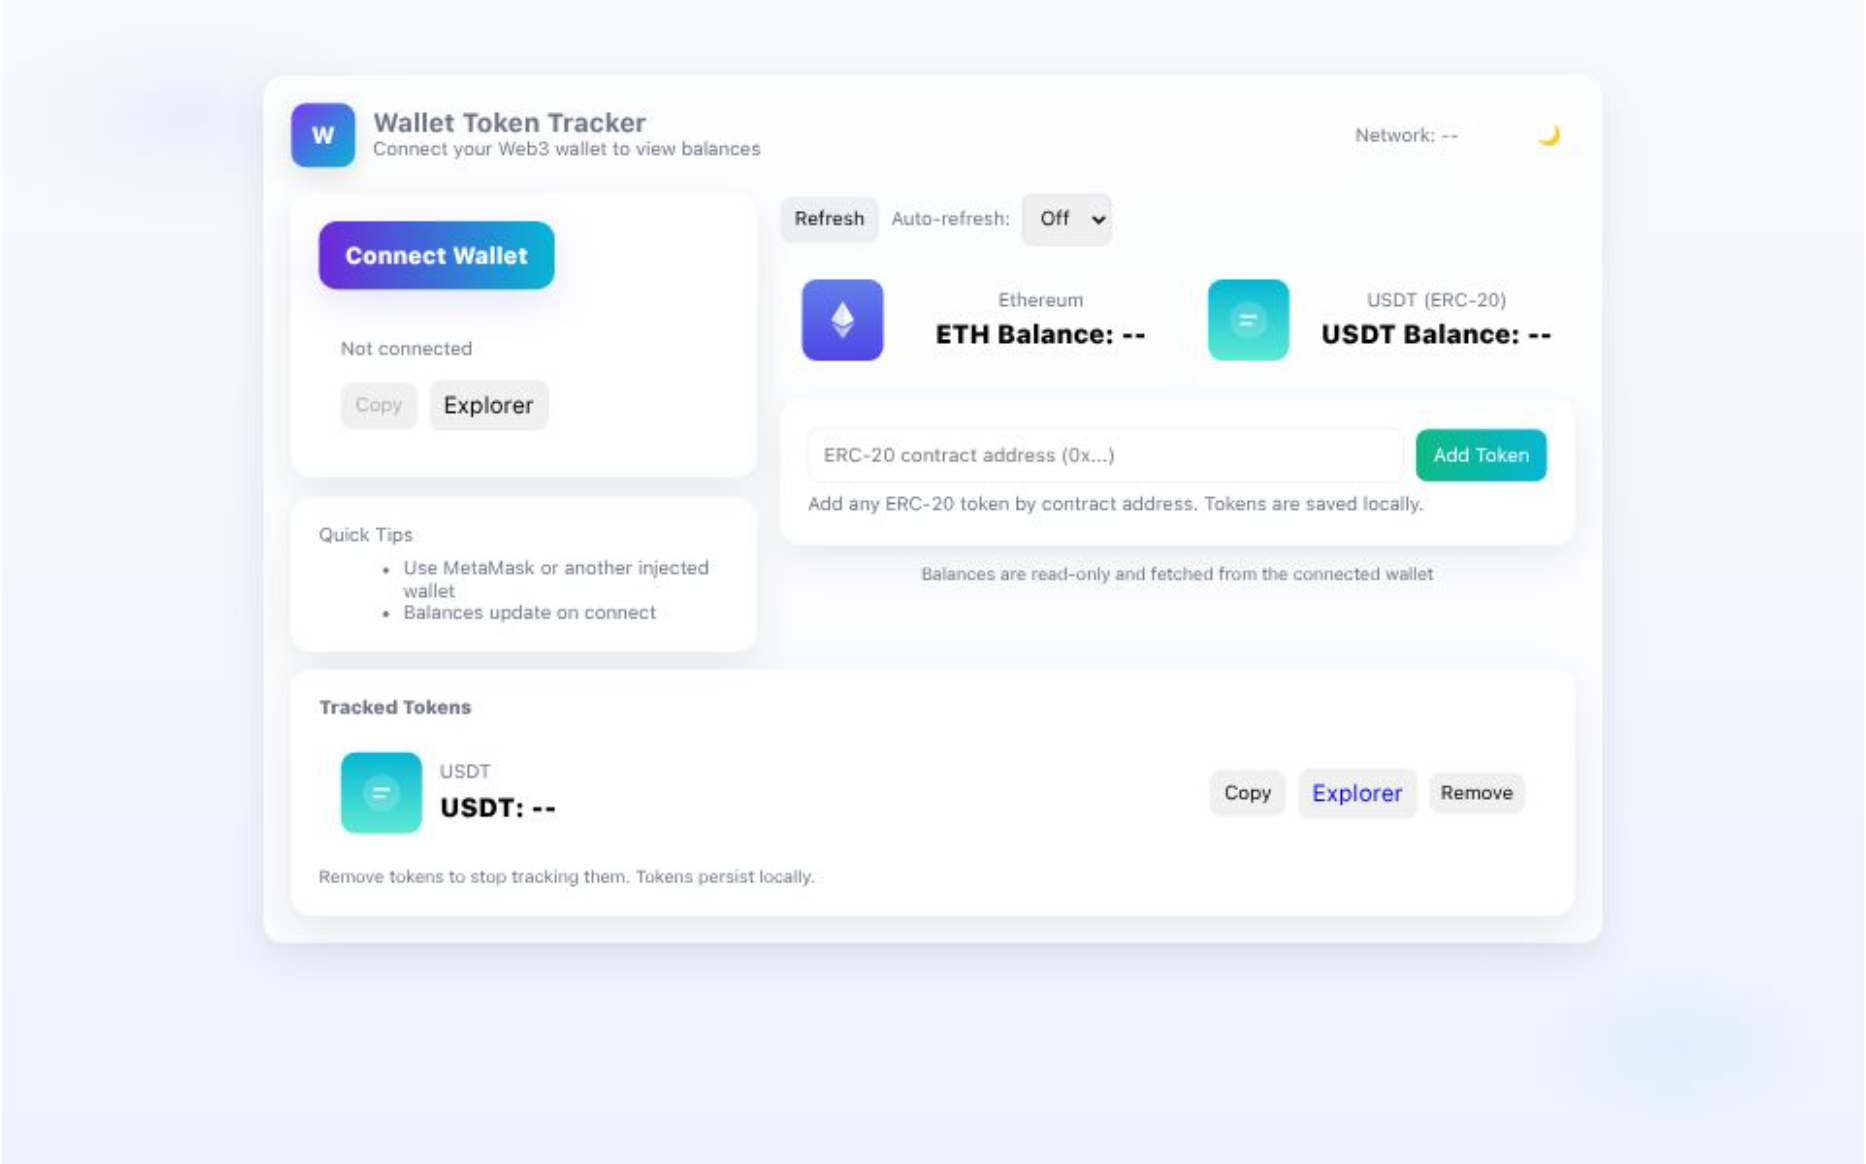 W
Wallet Token Tracker
Connect your Web3 wallet to view balances
Network: --
Connect Wallet
Not connected
Copy
Explorer
Quick Tips
• Use MetaMask or another injected
wallet
• Balances update on connect
Refresh
Auto-refresh:
Off
Ethereum
ETH Balance: --
USDT (ERC-20)
USDT Balance: --
ERC-20 contract address (0x...)
Add Token
Add any ERC-20 token by contract address. Tokens are saved locally.
Balances are read-only and fetched from the connected wallet
Tracked Tokens
USDT
USDT: --
Copy
Explorer
Remove
Remove tokens to stop tracking them. Tokens persist locally.